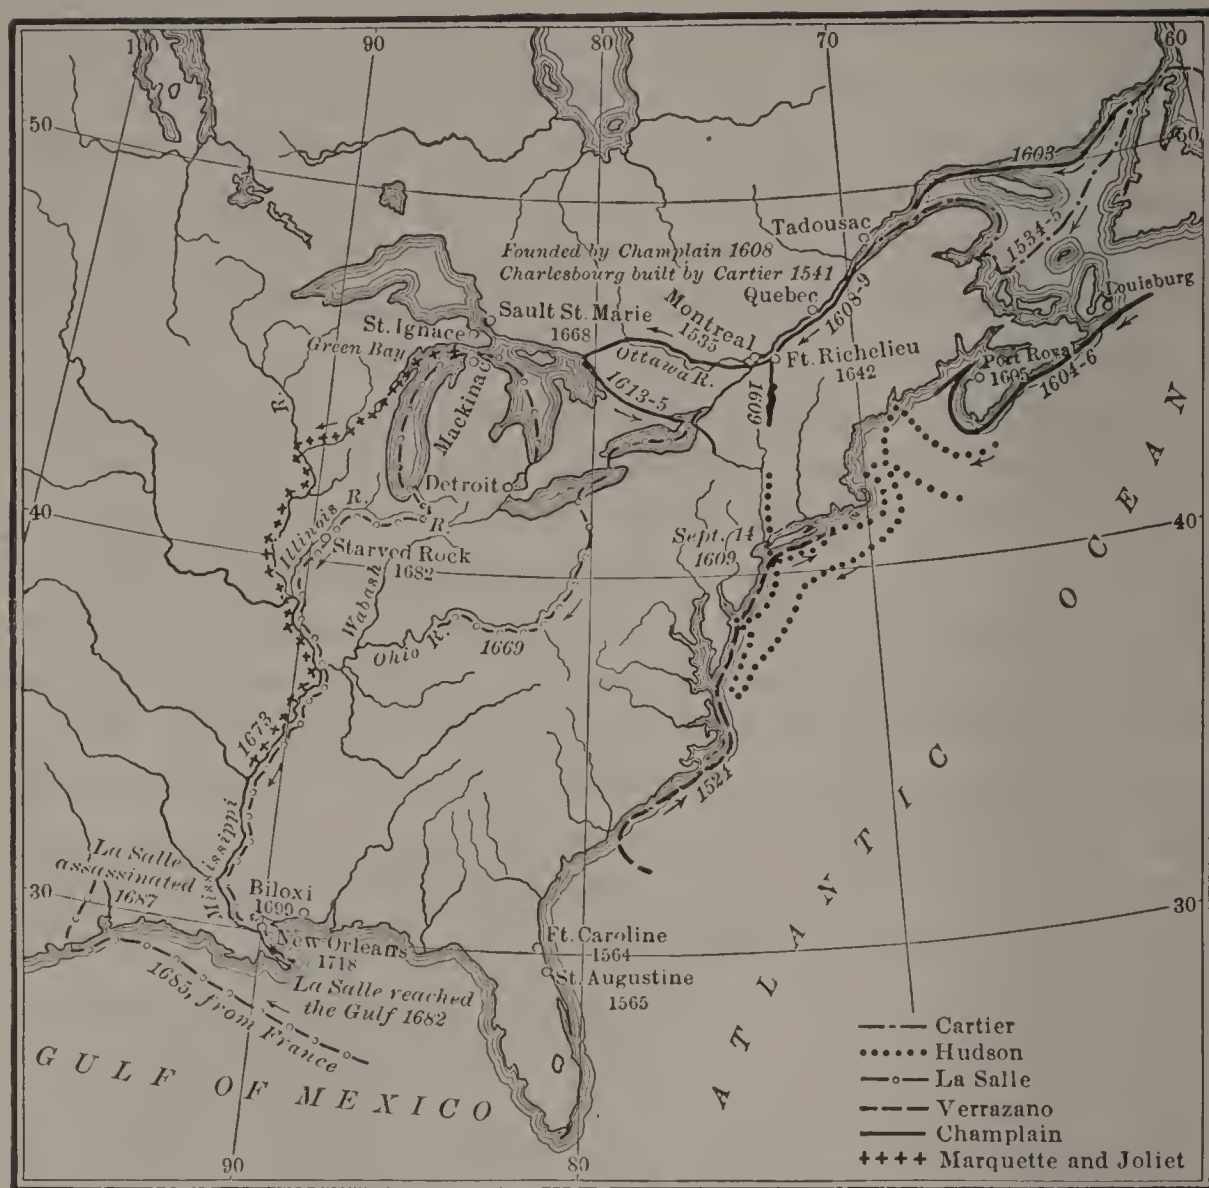 100
90
80
70
60
50
50
1603
1534-5
Tadousac
Founded by Champlain 1608
Charlesbourg built by Cartier 1541
Quebec
1608-9
Louisburg
Sault St. Marie
1668
St. Ignace
Green Bay
Montreal
1535
Ottawa R.
Ft. Richelieu
1642
Port Royal
1605
1604-6
1613-5
1609
Mackinac
R.
Detroit
40
40
Illinois R.
R.
Starved Rock
1682
Wabash
Sept. 14
1609
Ohio R.
1669
1673
1521
Mississippi
La Salle
assassinated
1687
30
30
Biloxi
1699
New Orleans
1718
La Salle reached
the Gulf 1682
1685, from France
Ft. Caroline
1564
St. Augustine
1565
GULF OF MEXICO
ATLANTIC OCEAN
Cartier
Hudson
La Salle
Verrazano
Champlain
Marquette and Joliet
90
80